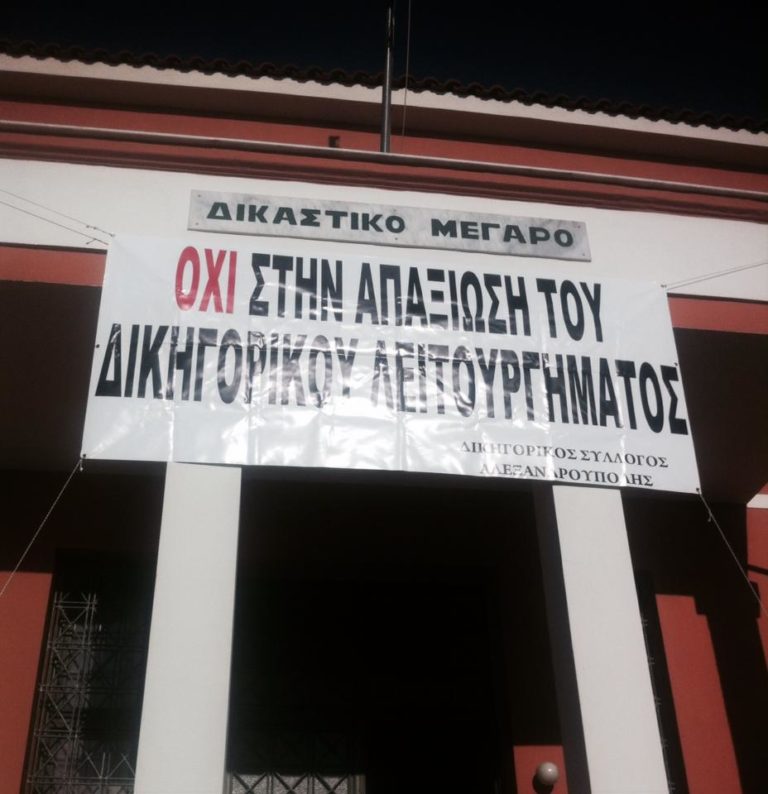 ΔΙΚΑΣΤΙΚΟ ΜΕΓΑΡΟ
ΟΧΙ ΣΤΗΝ ΑΠΑΞΙΩΣΗ ΤΟΥ
ΔΙΚΗΓΟΡΙΚΟΥ ΛΕΙΤΟΥΡΓΗΜΑΤΟΣ
ΔΙΚΗΓΟΡΙΚΟΣ ΣΥΛΛΟΓΟΣ
ΑΛΕΞΑΝΔΡΟΥΠΟΛΗΣ